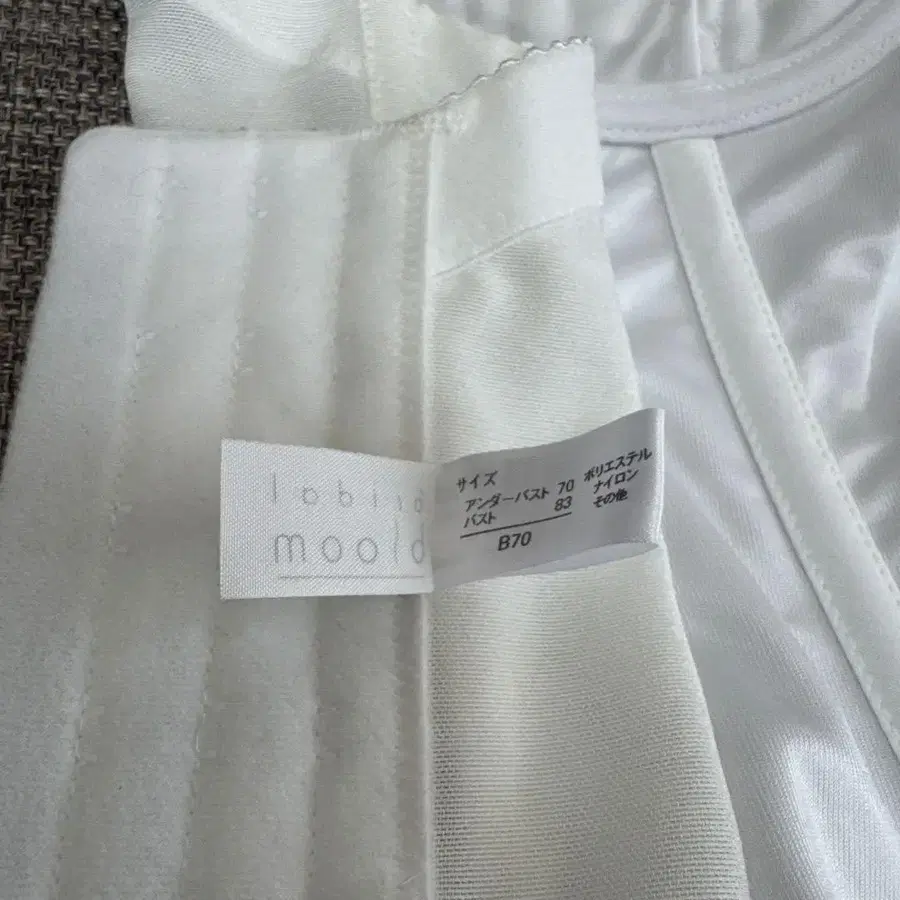 moold
サイズ
アンダーバスト 70
バスト 83
B70
ポリエステル
ナイロン
その他